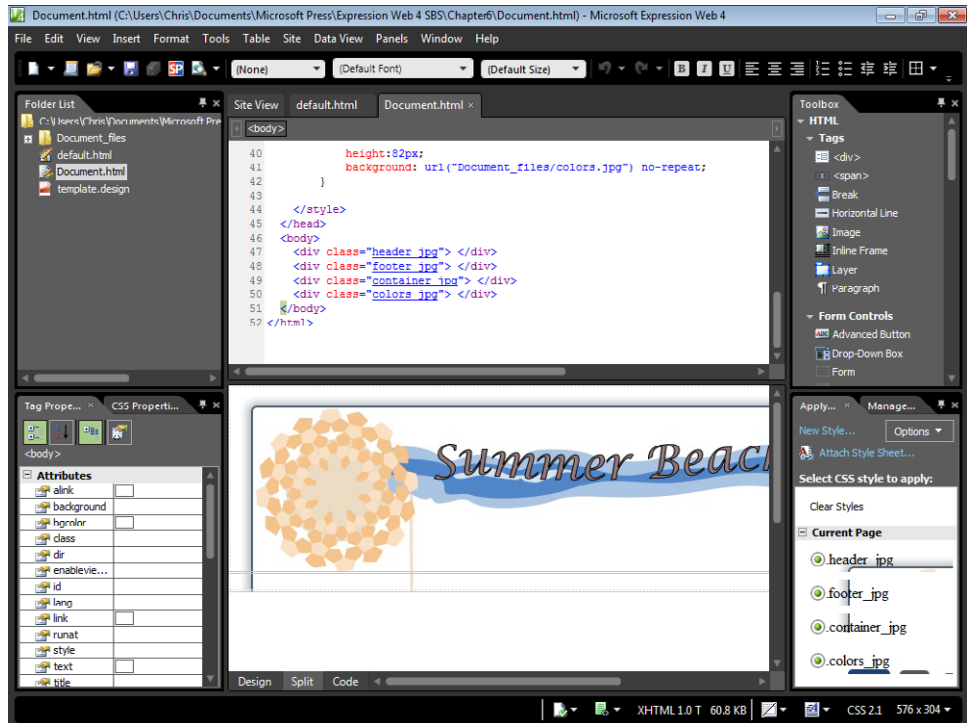 Document.html (C:\Users\Chris\Documents\Microsoft Press\Expression Web 4 SBS\Chapter6\Document.html) - Microsoft Expression Web 4
File Edit View Insert Format Tools Table Site Data View Panels Window Help
(None) (Default Font) (Default Size) B I U
Folder List
C:\Users\Chris\Documents\Microsoft Pre
Document_files
default.html
Document.html
template.design
Site View default.html Document.html
<body>
40 height:82px;
41 background: url("Document_files/colors.jpg") no-repeat;
42 }
43
44 </style>
45 </head>
46 <body>
47 <div class="header_jpg"> </div>
48 <div class="footer_jpg"> </div>
49 <div class="container_jpg"> </div>
50 <div class="colors_jpg"> </div>
51 </body>
52 </html>
Toolbox
HTML
Tags
<div>
<span>
Break
Horizontal Line
Image
Inline Frame
Layer
Paragraph
Form Controls
Advanced Button
Drop-Down Box
Form
Tag Prope... CSS Properti...
<body>
Attributes
alink
background
bgcolor
class
dir
enablevie...
id
lang
link
runat
style
text
title
Summer Beac
Design Split Code
Apply... Manage...
New Style... Options
Attach Style Sheet...
Select CSS style to apply:
Clear Styles
Current Page
.header_jpg
.footer_jpg
.container_jpg
.colors_jpg
XHTML 1.0 T 60.8 KB CSS 2.1 576 x 304